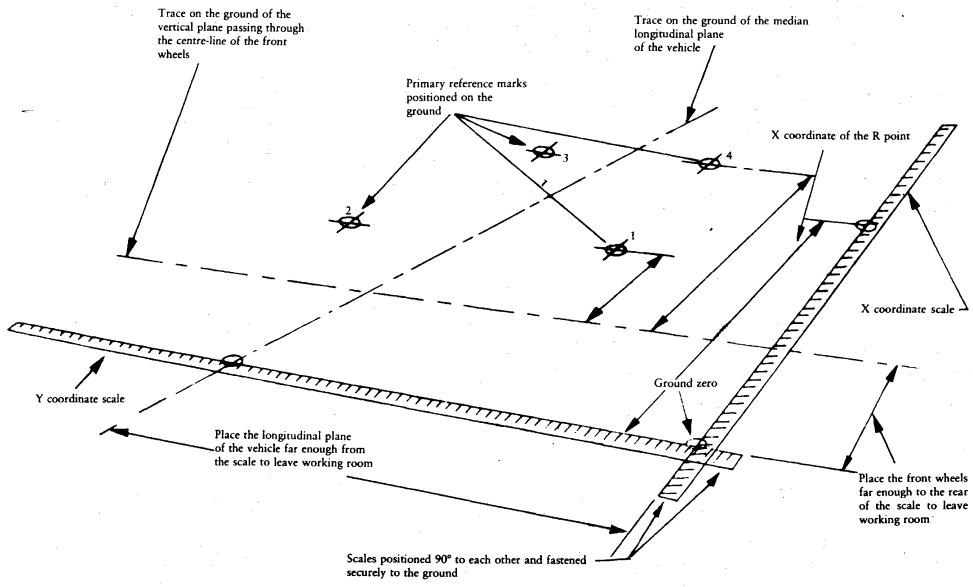 Trace on the ground of the
vertical plane passing through
the centre-line of the front
wheels
Trace on the ground of the median
longitudinal plane
of the vehicle
Primary reference marks
positioned on the
ground
X coordinate of the R point
3
4
2
1
X coordinate scale
Ground zero
Y coordinate scale
Place the longitudinal plane
of the vehicle far enough from
the scale to leave working room
Place the front wheels
far enough to the rear
of the scale to leave
working room
Scales positioned 90° to each other and fastened
securely to the ground